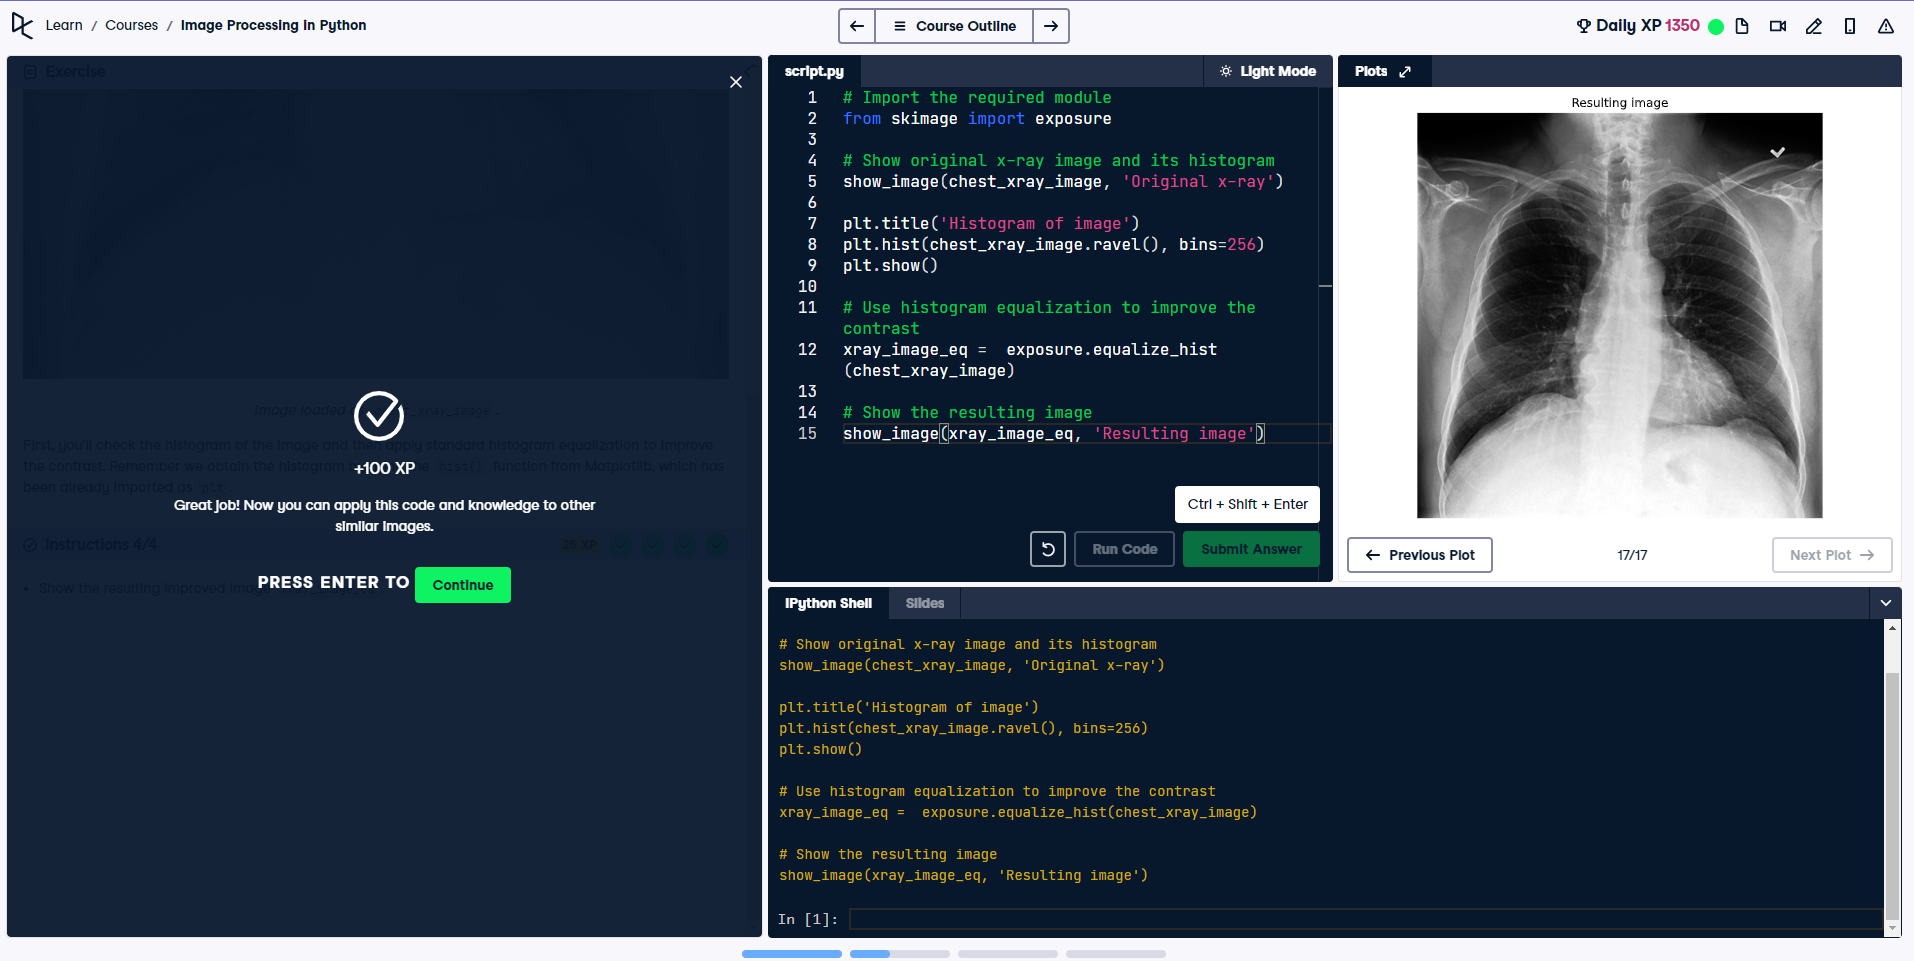 Learn / Courses / Image Processing in Python
Course Outline
Daily XP 1350
Exercise
Image loaded
chest_xray_image.
First, you'll check the histogram of the image and then apply standard histogram equalization to improve
the contrast. Remember we obtain the histogram
hist() function from Matplotlib, which has
been already imported as plt.
+100 XP
Great job! Now you can apply this code and knowledge to other
similar images.
Instructions 4/4
25 XP
PRESS ENTER TO Continue
Show the resulting improved image
script.py
Light Mode
1 # Import the required module
2 from skimage import exposure
3
4 # Show original x-ray image and its histogram
5 show_image(chest_xray_image, 'Original x-ray')
6
7 plt.title('Histogram of image')
8 plt.hist(chest_xray_image.ravel(), bins=256)
9 plt.show()
10
11 # Use histogram equalization to improve the
contrast
12 xray_image_eq =  exposure.equalize_hist
(chest_xray_image)
13
14 # Show the resulting image
15 show_image(xray_image_eq, 'Resulting image')
Ctrl + Shift + Enter
Run Code
Submit Answer
Plots
Resulting image
Previous Plot
17/17
Next Plot
IPython Shell
Slides
# Show original x-ray image and its histogram
show_image(chest_xray_image, 'Original x-ray')
plt.title('Histogram of image')
plt.hist(chest_xray_image.ravel(), bins=256)
plt.show()
# Use histogram equalization to improve the contrast
xray_image_eq =  exposure.equalize_hist(chest_xray_image)
# Show the resulting image
show_image(xray_image_eq, 'Resulting image')
In [1]: